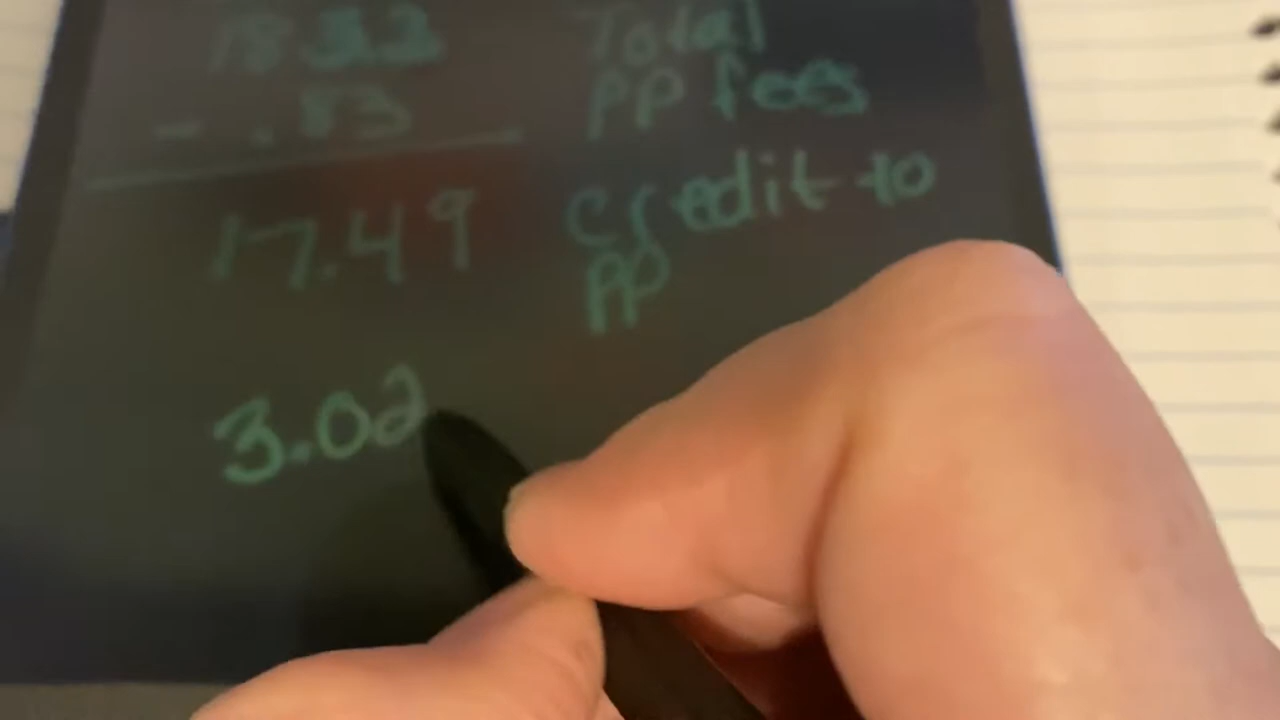 18.32 Total
- .83 pp fees
17.49 credit to
pp
3.02